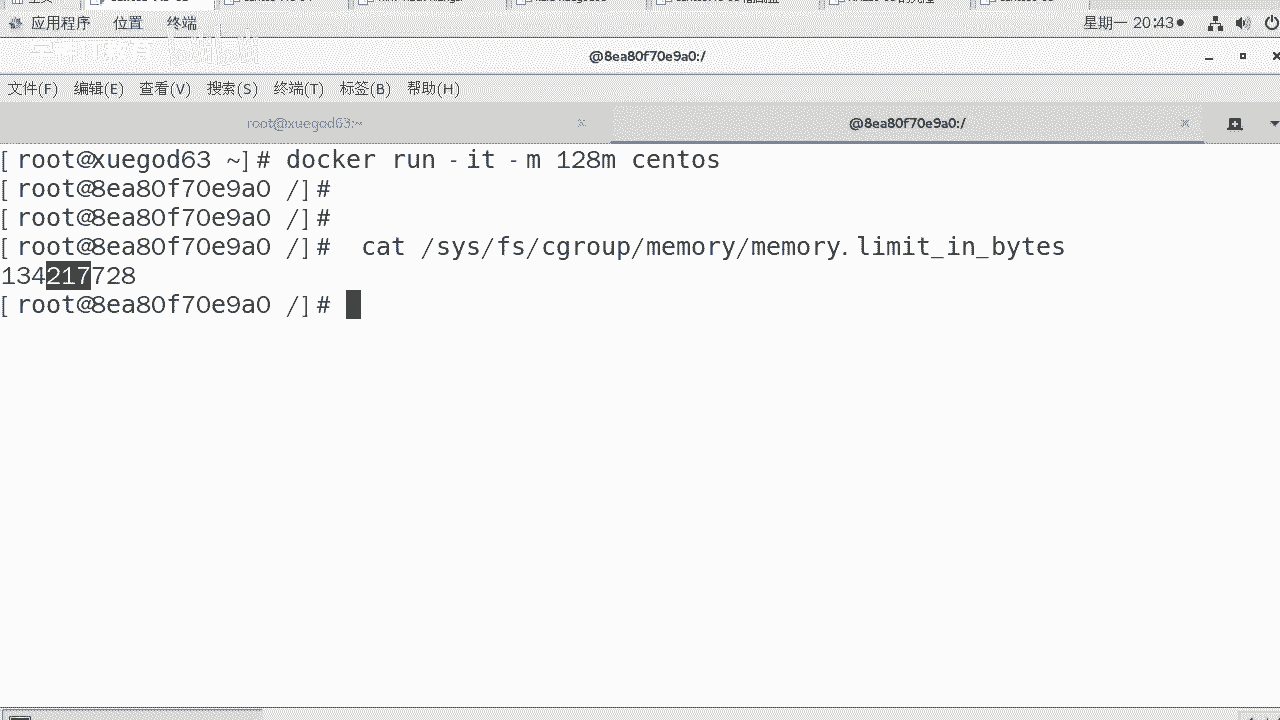 应用程序 位置 终端 星期一 20:43
@8ea80f70e9a0:/
文件(F) 编辑(E) 查看(V) 搜索(S) 终端(T) 标签(B) 帮助(H)
root@xuegod63:~ @8ea80f70e9a0:/
[root@xuegod63 ~]# docker run -it -m 128m centos
[root@8ea80f70e9a0 /]#
[root@8ea80f70e9a0 /]#
[root@8ea80f70e9a0 /]#  cat /sys/fs/cgroup/memory/memory.limit_in_bytes
134217728
[root@8ea80f70e9a0 /]#